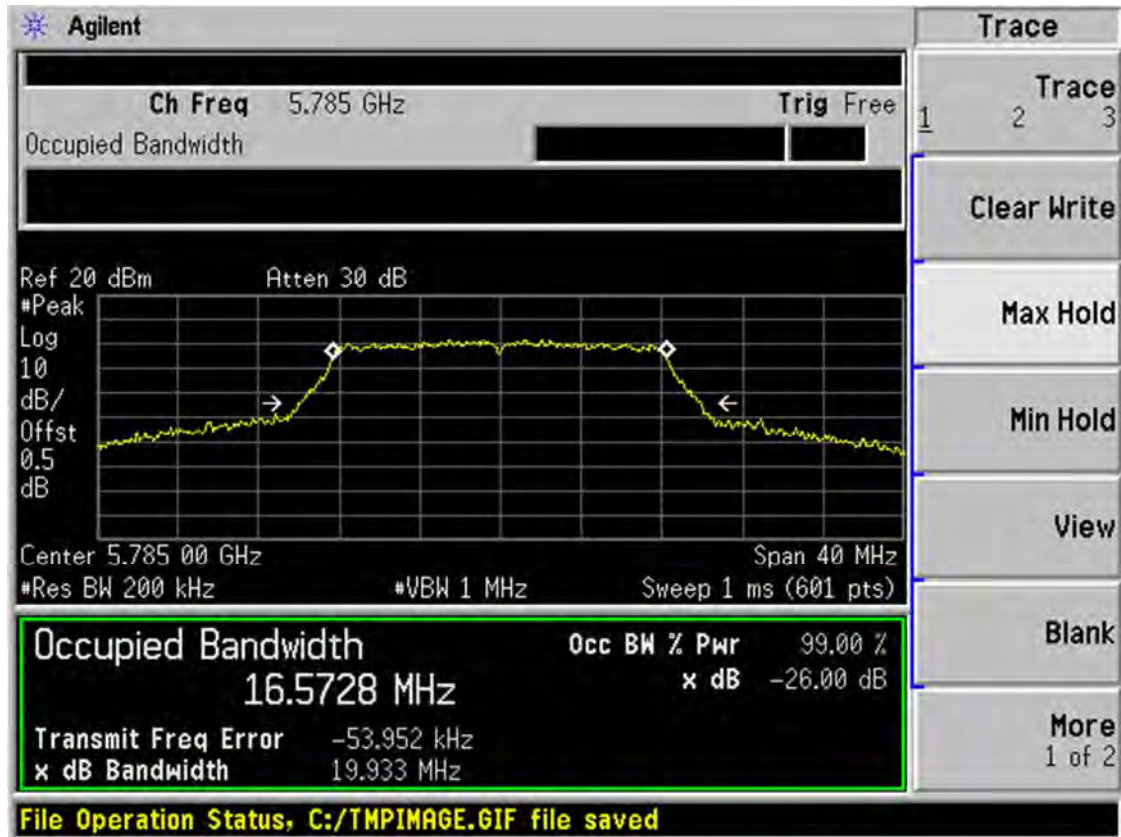 Agilent
Trace
Ch Freq 5.785 GHz Trig Free
Occupied Bandwidth
Trace
1 2 3
Clear Write
Max Hold
Min Hold
View
Blank
More
1 of 2
Ref 20 dBm Atten 30 dB
#Peak
Log
10
dB/
Offst
0.5
dB
Center 5.785 00 GHz Span 40 MHz
#Res BW 200 kHz #VBW 1 MHz Sweep 1 ms (601 pts)
Occupied Bandwidth
16.5728 MHz
Occ BW % Pwr 99.00 %
x dB -26.00 dB
Transmit Freq Error -53.952 kHz
x dB Bandwidth 19.933 MHz
File Operation Status, C:/TMPIMAGE.GIF file saved